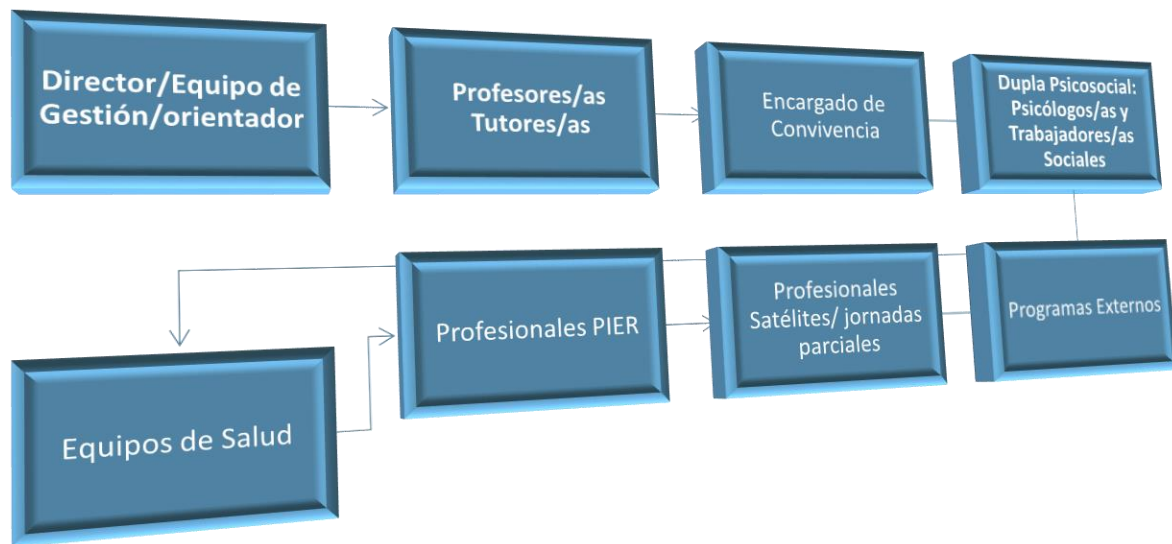 Director/Equipo de
Gestión/orientador
Profesores/as
Tutores/as
Encargado de
Convivencia
Dupla Psicosocial:
Psicólogos/as y
Trabajadores/as
Sociales
Equipos de Salud
Profesionales PIER
Profesionales
Satélites/ jornadas
parciales
Programas Externos